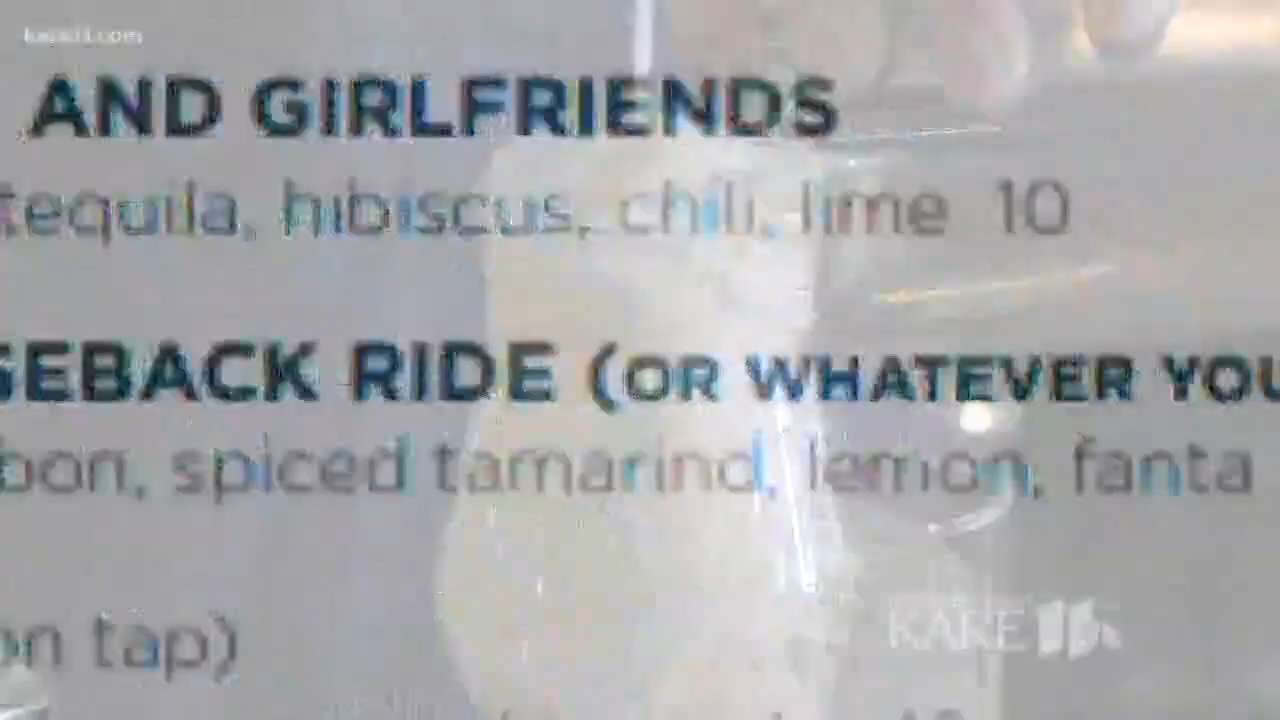 kare11.com
AND GIRLFRIENDS
tequila, hibiscus, chili, lime 10
GEBACK RIDE (OR WHATEVER YOU
bon, spiced tamarind, lemon, fanta
on tap)
KARE 11